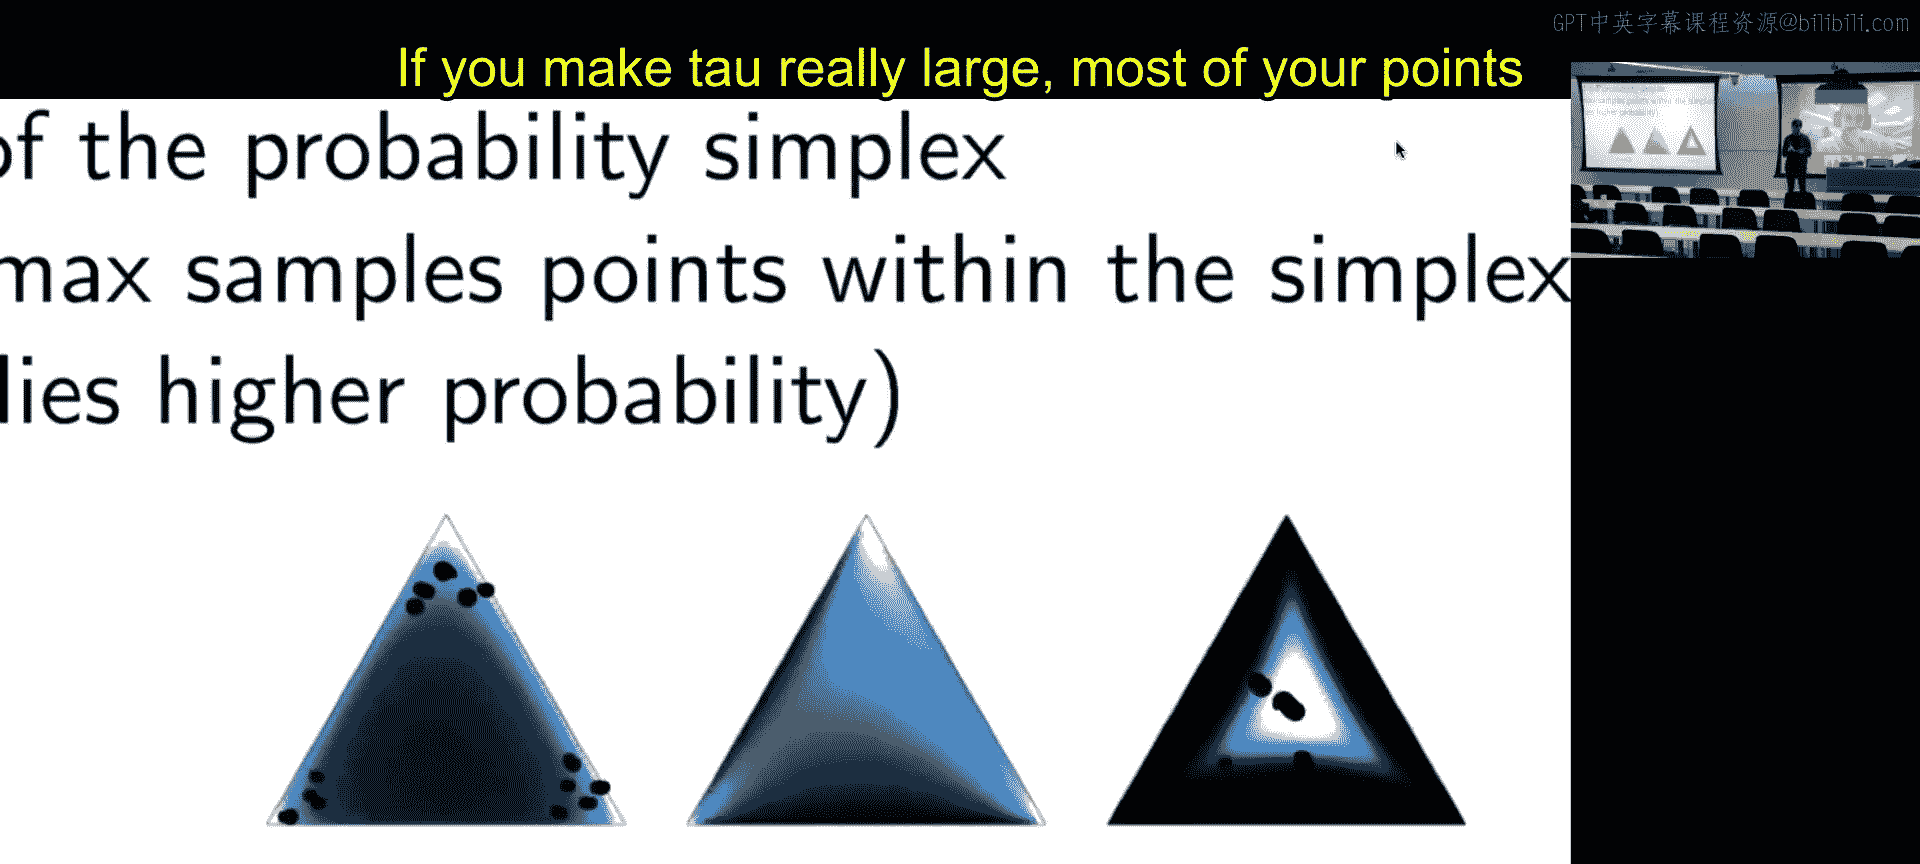 GPT中英字幕课程资源@bilibili.com
If you make tau really large, most of your points
of the probability simplex
max samples points within the simplex
lies higher probability)